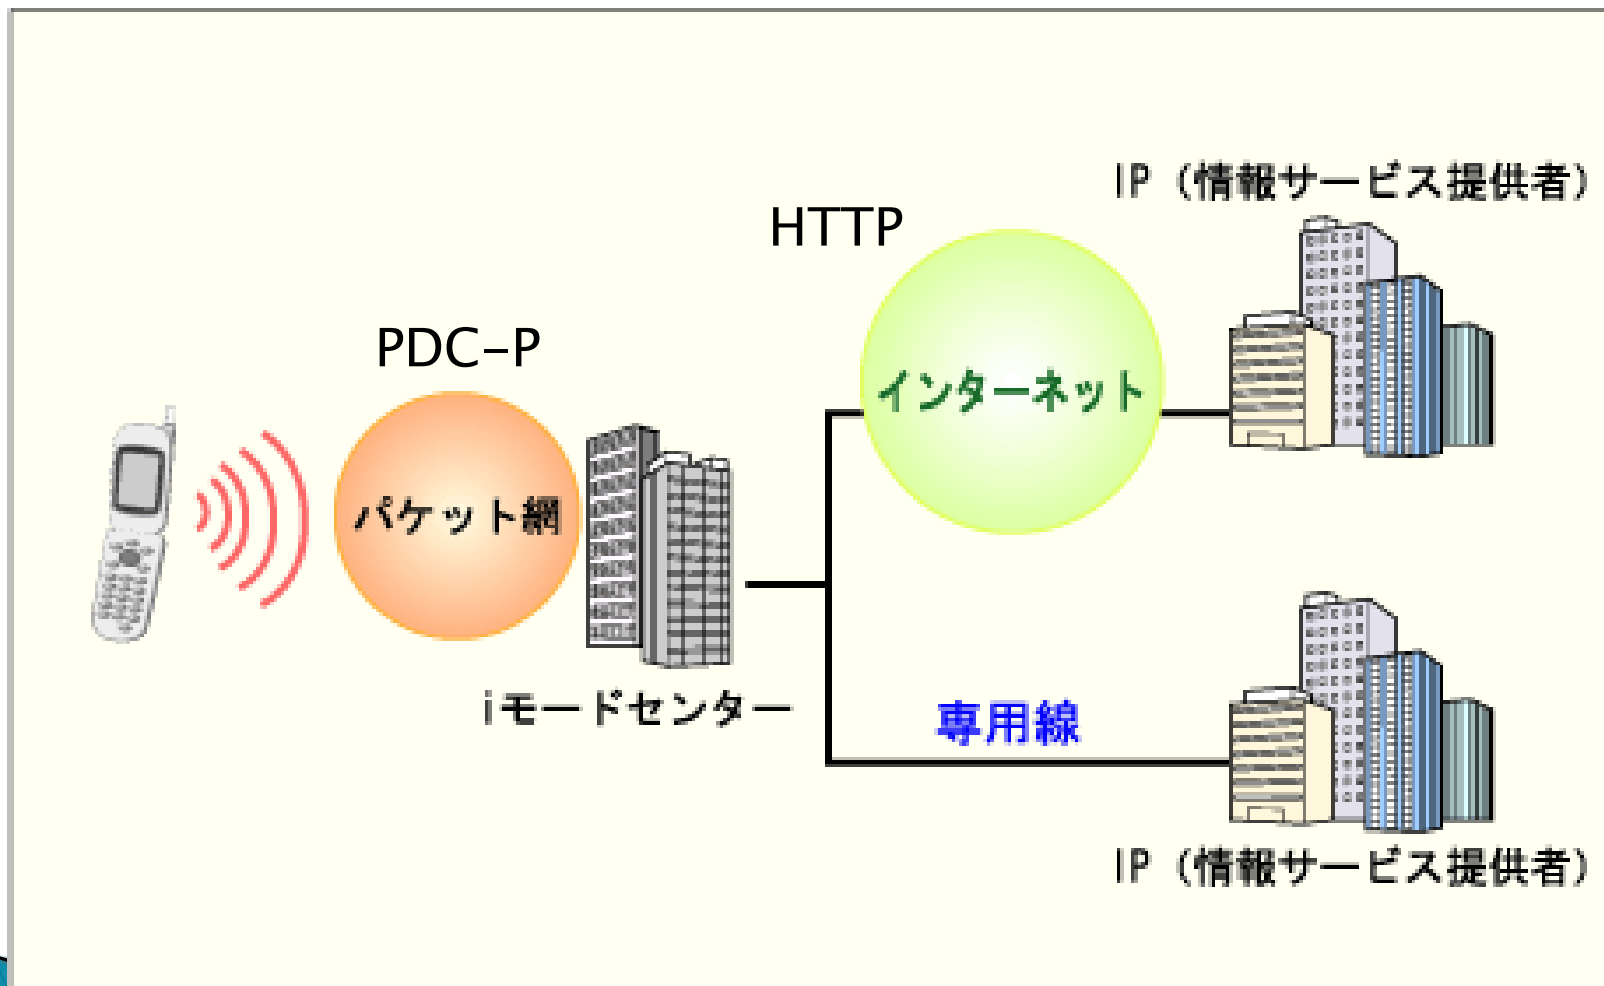 IP（情報サービス提供者）
HTTP
PDC–P
インターネット
パケット網
iモードセンター
専用線
IP（情報サービス提供者）